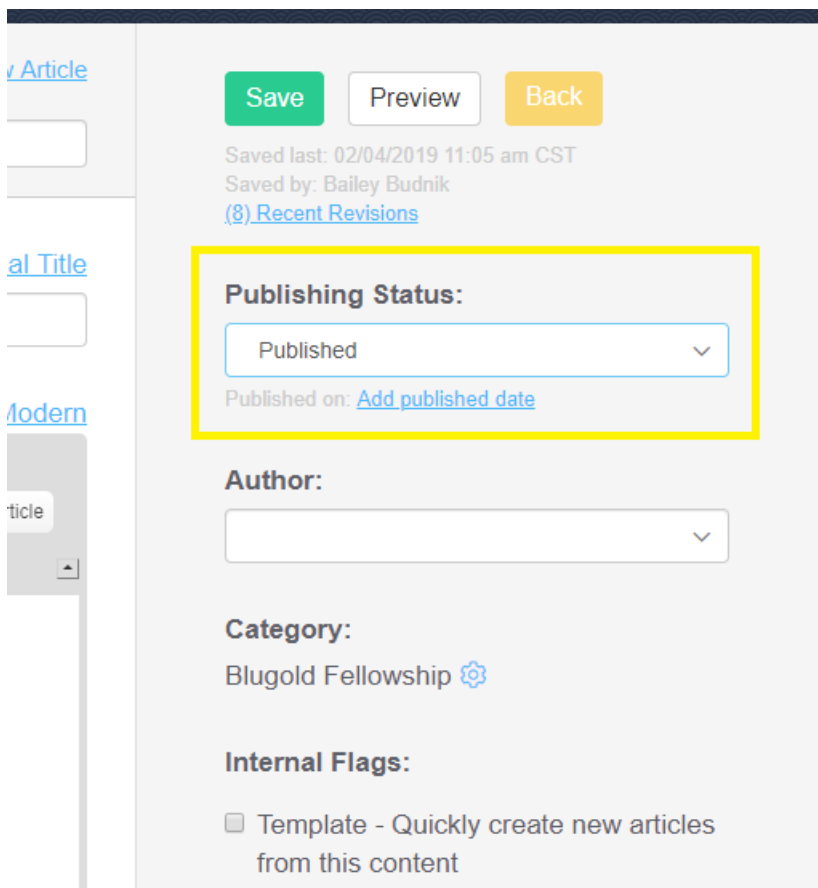 Article
Save Preview Back
Saved last: 02/04/2019 11:05 am CST
Saved by: Bailey Budnik
(8) Recent Revisions
al Title
Publishing Status:
Published
Published on: Add published date
Modern
Author:
rticle
Category:
Blugold Fellowship
Internal Flags:
Template - Quickly create new articles
from this content